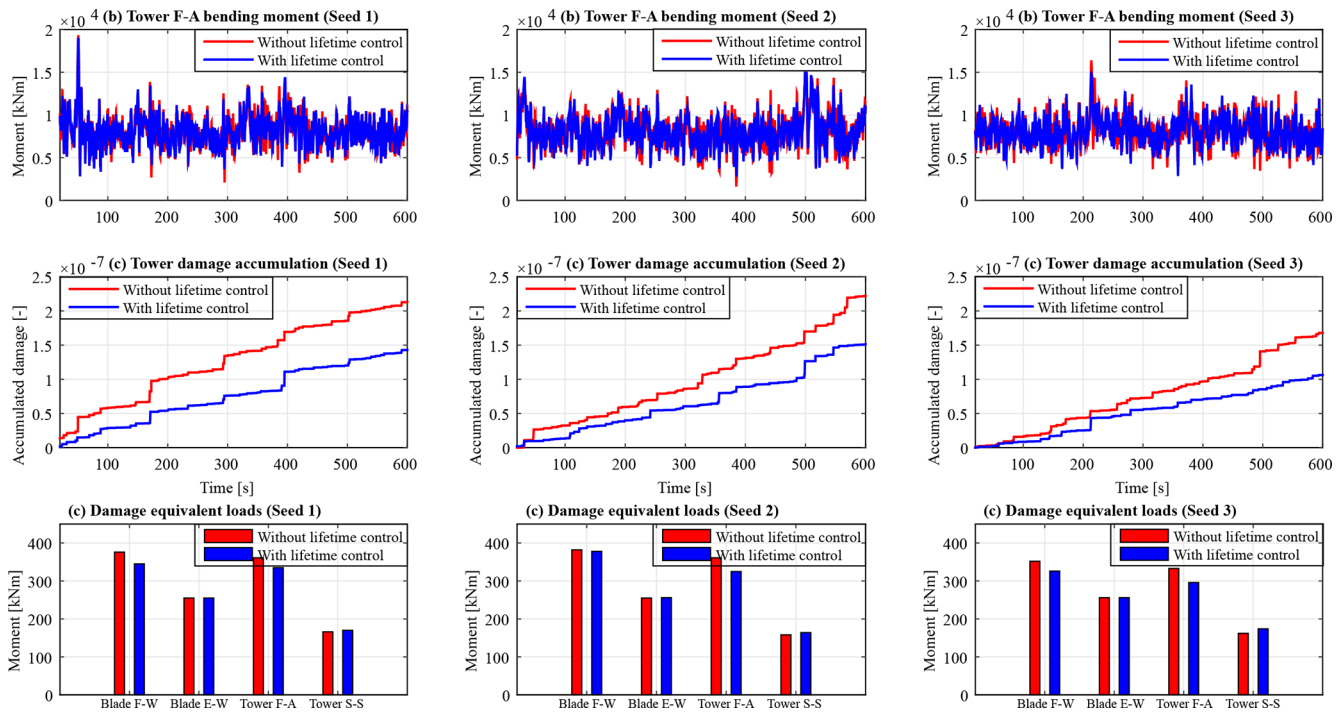 ×10 4 (b) Tower F-A bending moment (Seed 1)
Without lifetime control
With lifetime control
Moment [kNm]
2
1.5
1
0.5
0
100 200 300 400 500 600
×10 4 (b) Tower F-A bending moment (Seed 2)
Without lifetime control
With lifetime control
Moment [kNm]
2
1.5
1
0.5
0
100 200 300 400 500 600
×10 4 (b) Tower F-A bending moment (Seed 3)
Without lifetime control
With lifetime control
Moment [kNm]
2
1.5
1
0.5
0
100 200 300 400 500 600
×10 -7 (c) Tower damage accumulation (Seed 1)
Without lifetime control
With lifetime control
Accumulated damage [-]
2.5
2
1.5
1
0.5
0
0 100 200 300 400 500 600
Time [s]
×10 -7 (c) Tower damage accumulation (Seed 2)
Without lifetime control
With lifetime control
Accumulated damage [-]
2.5
2
1.5
1
0.5
0
100 200 300 400 500 600
Time [s]
×10 -7 (c) Tower damage accumulation (Seed 3)
Without lifetime control
With lifetime control
Accumulated damage [-]
2.5
2
1.5
1
0.5
0
100 200 300 400 500 600
Time [s]
(c) Damage equivalent loads (Seed 1)
Without lifetime control
With lifetime control
Moment [kNm]
400
300
200
100
0
Blade F-W Blade E-W Tower F-A Tower S-S
(c) Damage equivalent loads (Seed 2)
Without lifetime control
With lifetime control
Moment [kNm]
400
300
200
100
0
Blade F-W Blade E-W Tower F-A Tower S-S
(c) Damage equivalent loads (Seed 3)
Without lifetime control
With lifetime control
Moment [kNm]
400
300
200
100
0
Blade F-W Blade E-W Tower F-A Tower S-S